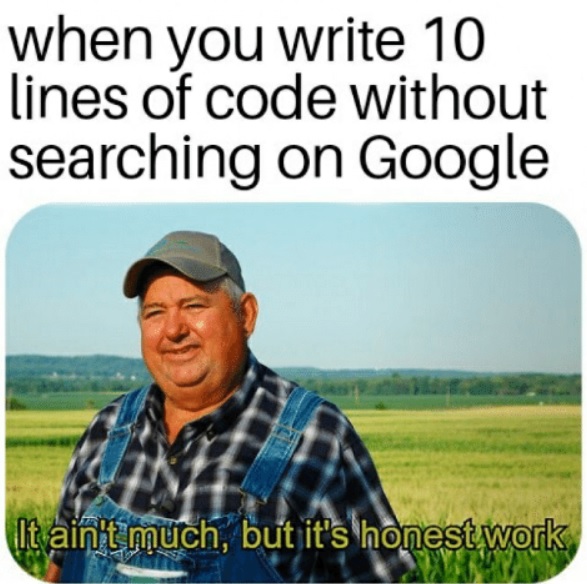 when you write 10
lines of code without
searching on Google
It ain't much, but it's honest work